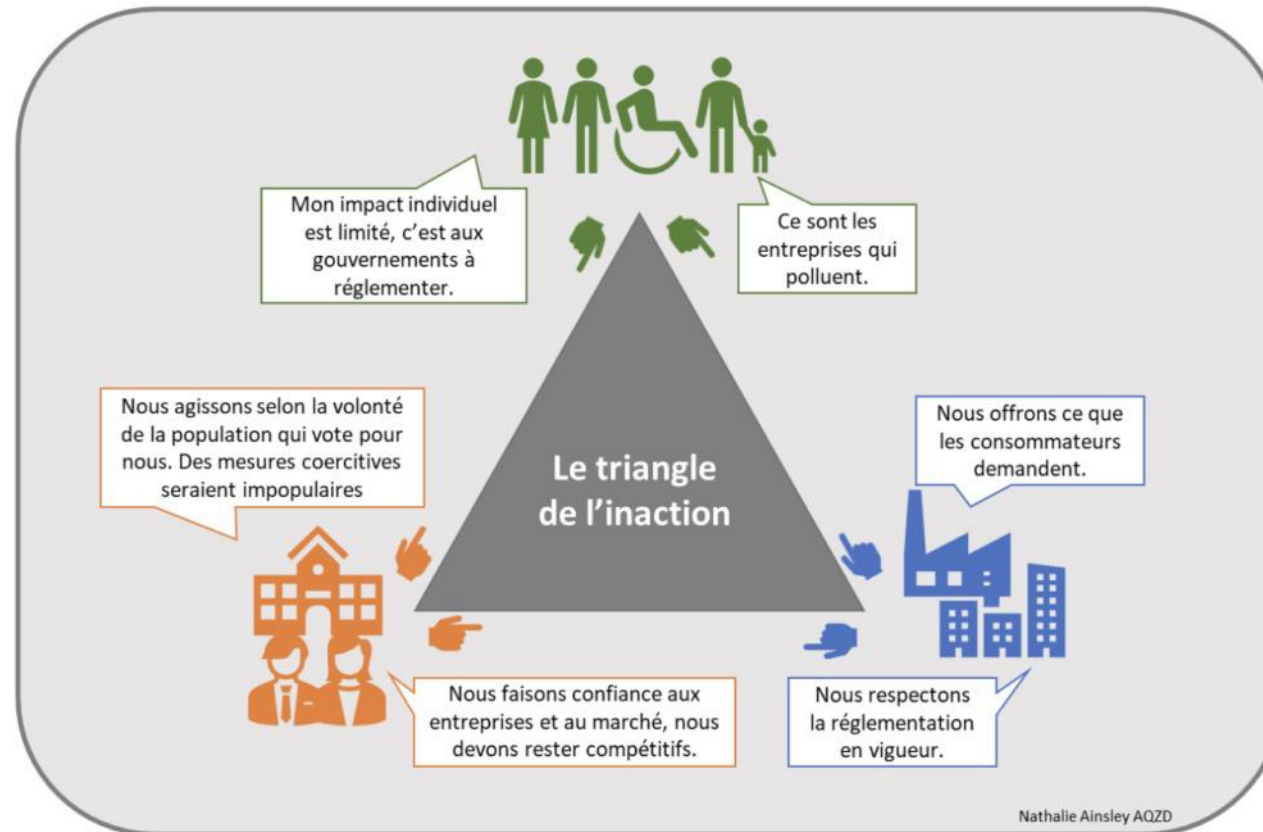 Mon impact individuel
est limité, c’est aux
gouvernements à
réglementer.
Ce sont les
entreprises qui
polluent.
Nous agissons selon la volonté
de la population qui vote pour
nous. Des mesures coercitives
seraient impopulaires
Nous offrons ce que
les consommateurs
demandent.
Le triangle
de l’inaction
Nous faisons confiance aux
entreprises et au marché, nous
devons rester compétitifs.
Nous respectons
la réglementation
en vigueur.
Nathalie Ainsley AQZD